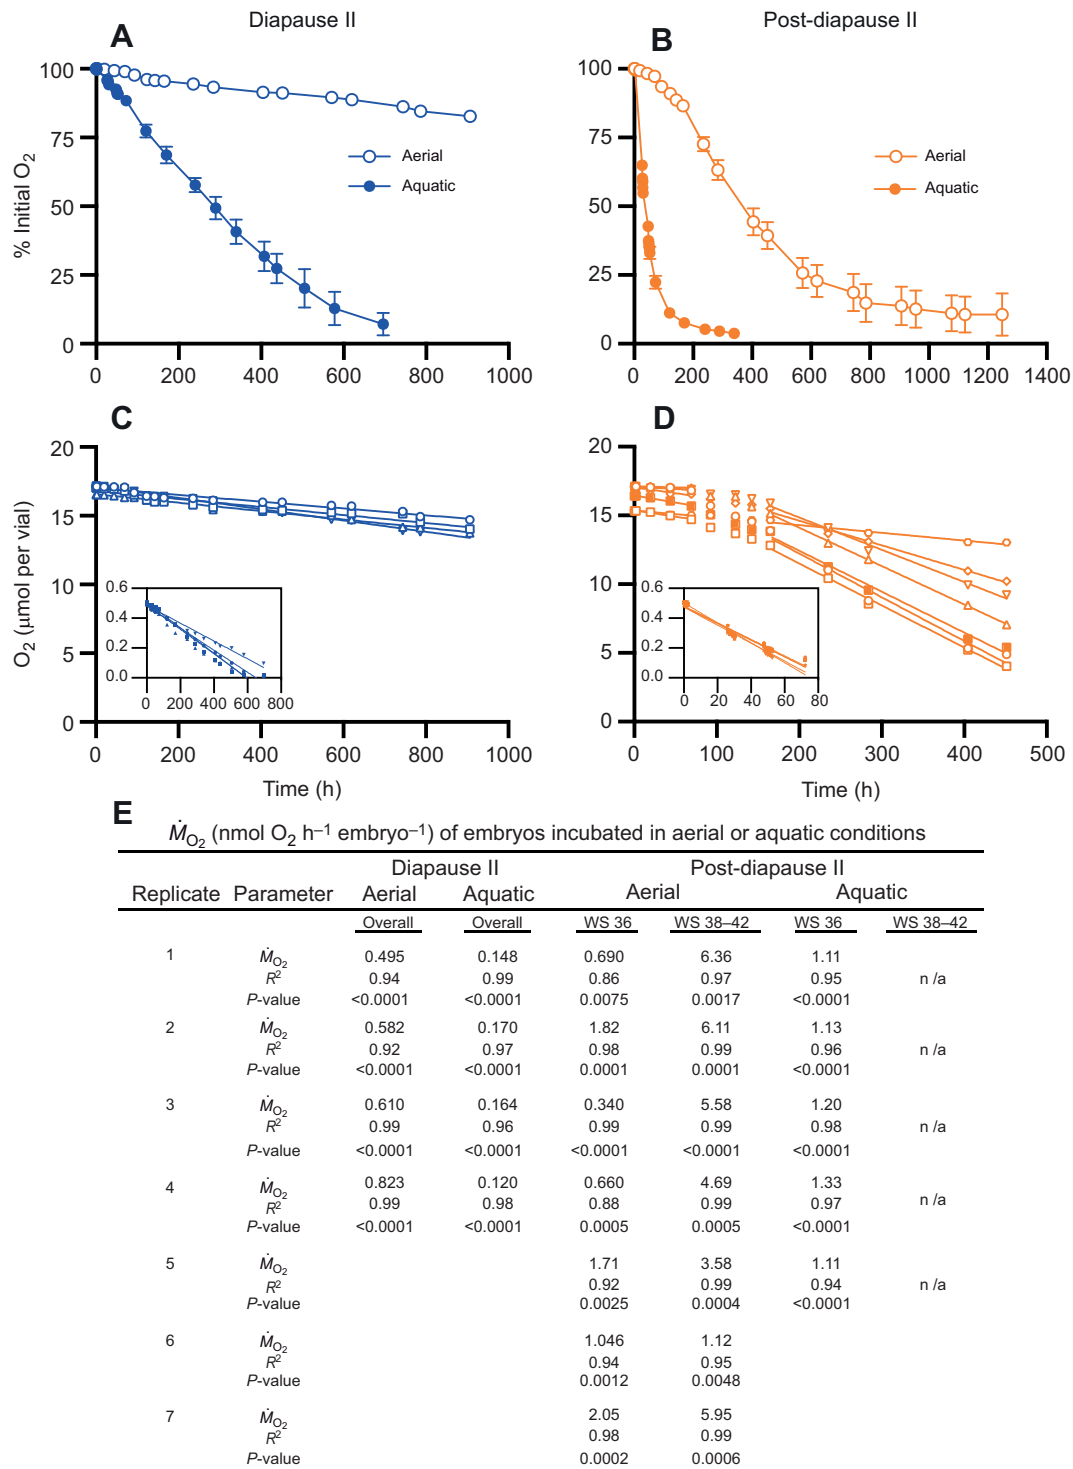 Diapause II
Post-diapause II
A
B
% Initial O2
100
75
50
25
0
Aerial
Aquatic
0 200 400 600 800 1000
100
75
50
25
0
Aerial
Aquatic
0 200 400 600 800 1000 1200 1400
C
D
O2 (μmol per vial)
20
15
10
5
0
0.6
0.4
0.2
0.0
0 200 400 600 800
0 200 400 600 800 1000
Time (h)
20
15
10
5
0
0.6
0.4
0.2
0.0
0 20 40 60 80
0 100 200 300 400 500
Time (h)
E
ṀO2 (nmol O2 h–1 embryo–1) of embryos incubated in aerial or aquatic conditions
Diapause II Post-diapause II
Replicate Parameter Aerial Aquatic Aerial Aquatic
Overall Overall WS 36 WS 38–42 WS 36 WS 38–42
1 ṀO2 0.495 0.148 0.690 6.36 1.11
R2 0.94 0.99 0.86 0.97 0.95 n /a
P-value <0.0001 <0.0001 0.0075 0.0017 <0.0001
2 ṀO2 0.582 0.170 1.82 6.11 1.13
R2 0.92 0.97 0.98 0.99 0.96 n /a
P-value <0.0001 <0.0001 0.0001 0.0001 <0.0001
3 ṀO2 0.610 0.164 0.340 5.58 1.20
R2 0.99 0.96 0.99 0.99 0.98 n /a
P-value <0.0001 <0.0001 <0.0001 <0.0001 <0.0001
4 ṀO2 0.823 0.120 0.660 4.69 1.33
R2 0.99 0.98 0.88 0.99 0.97 n /a
P-value <0.0001 <0.0001 0.0005 0.0005 <0.0001
5 ṀO2 1.71 3.58 1.11
R2 0.92 0.99 0.94 n /a
P-value 0.0025 0.0004 <0.0001
6 ṀO2 1.046 1.12
R2 0.94 0.95
P-value 0.0012 0.0048
7 ṀO2 2.05 5.95
R2 0.98 0.99
P-value 0.0002 0.0006